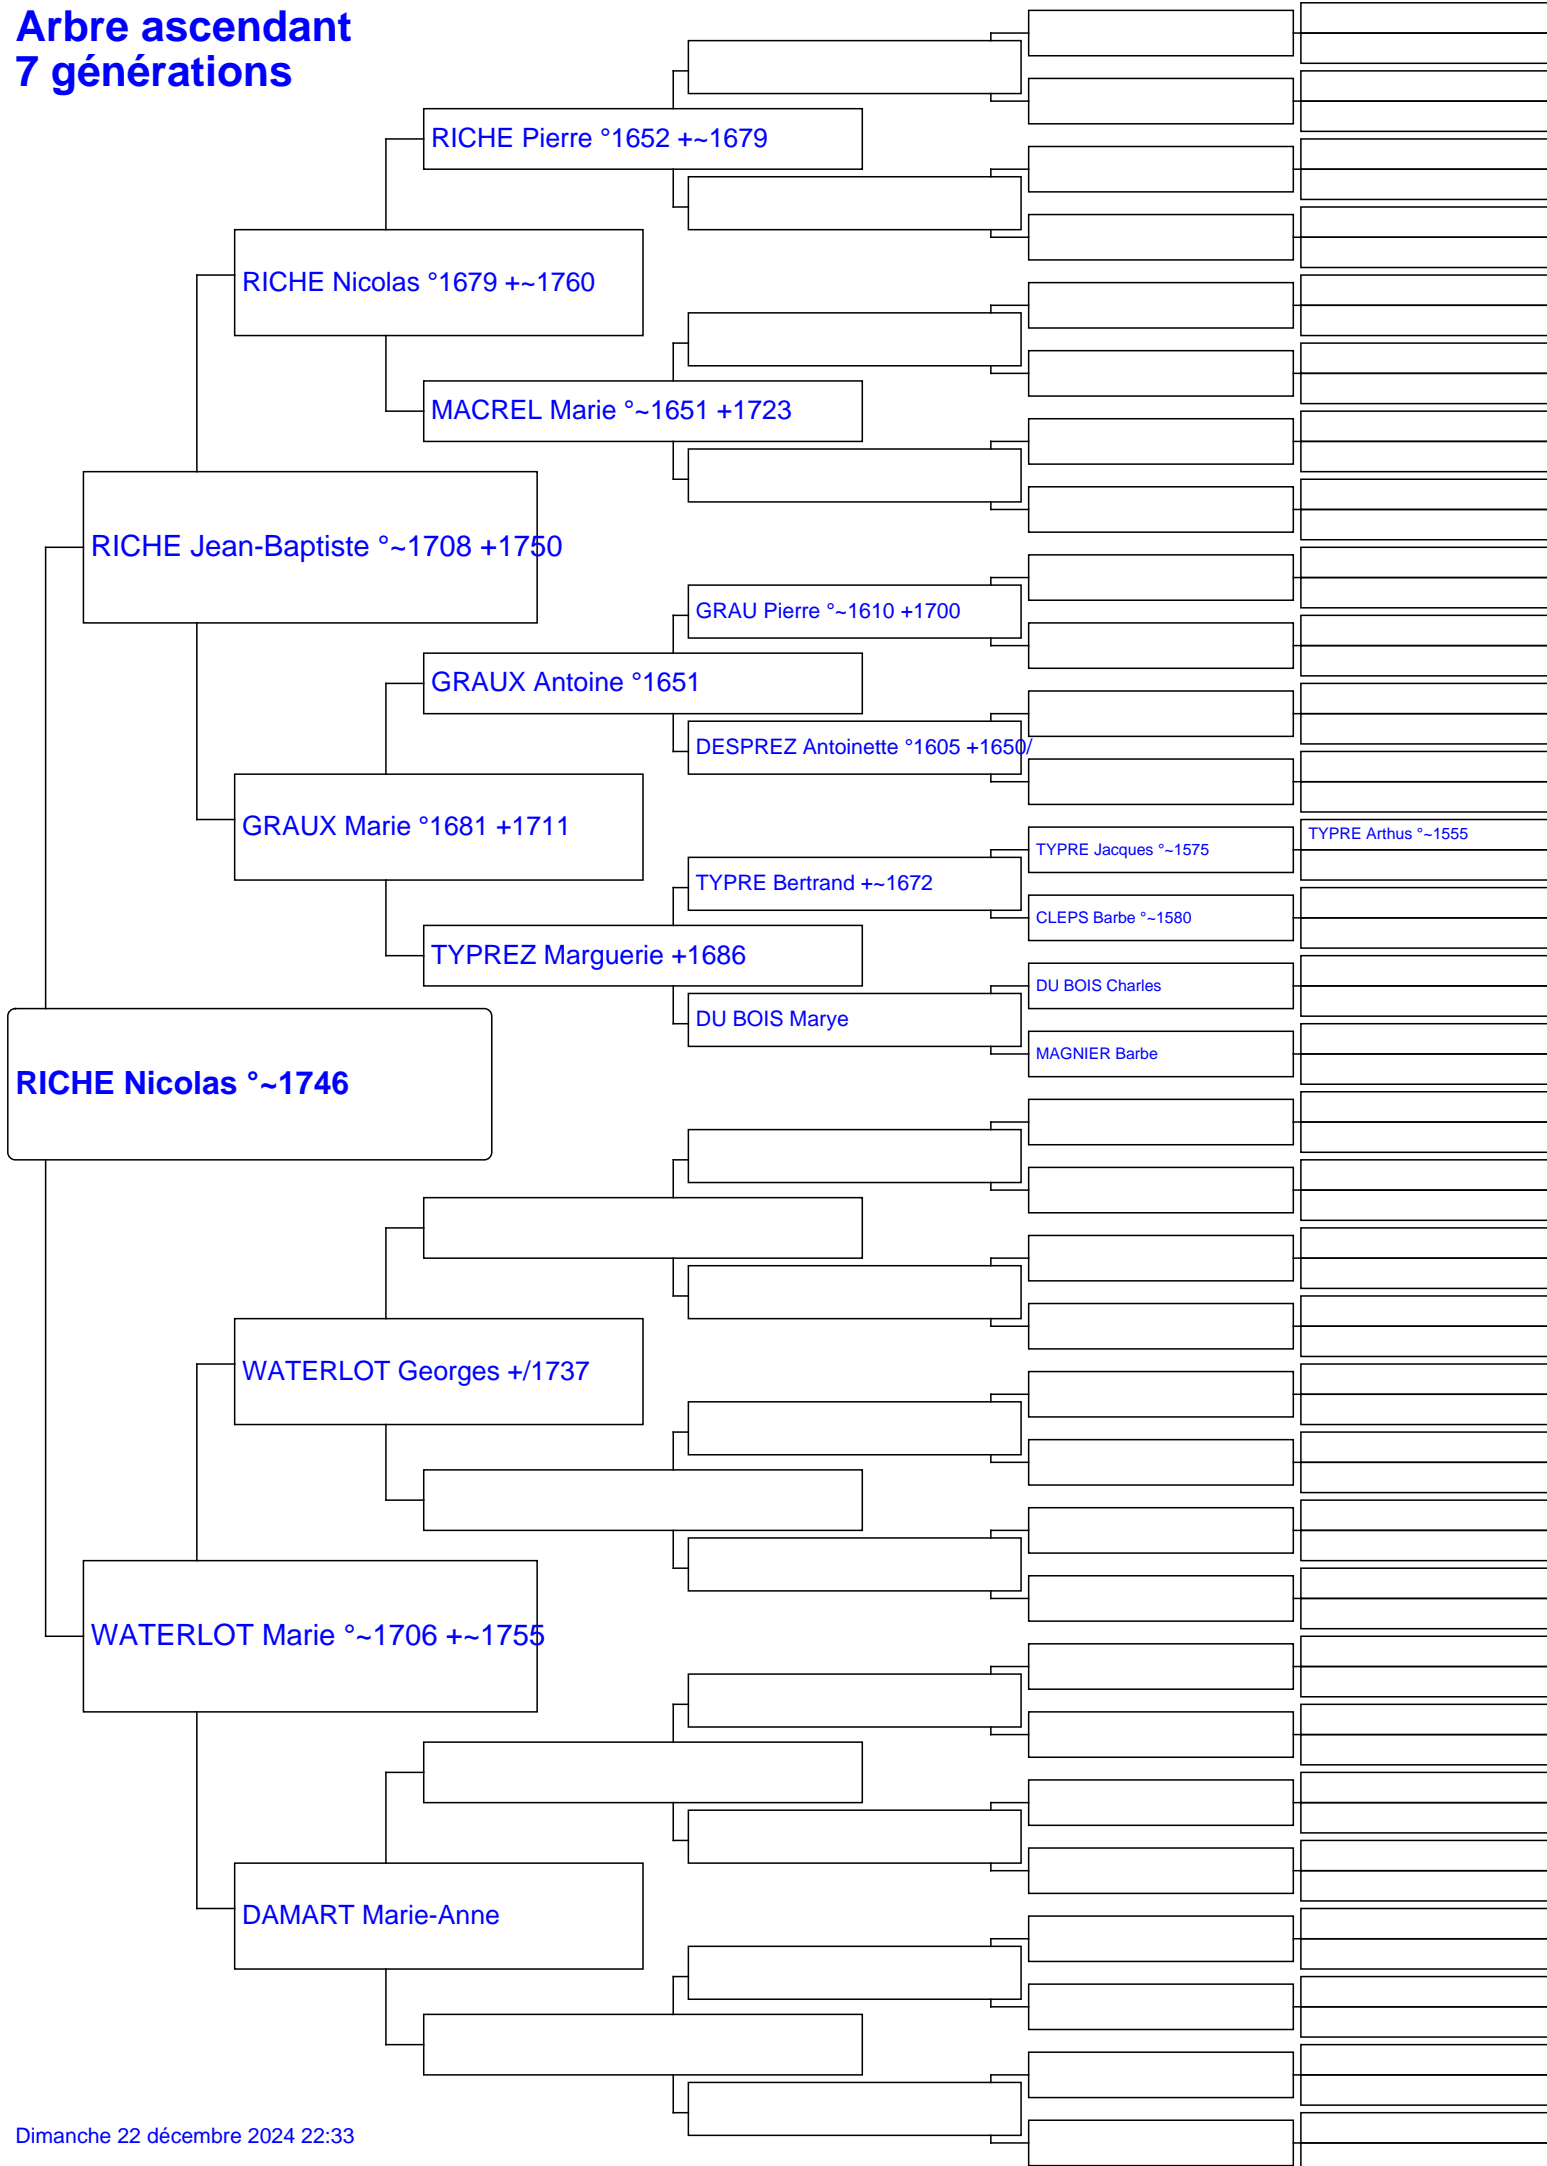 Arbre ascendant
7 générations
RICHE Pierre °1652 +~1679
RICHE Nicolas °1679 +~1760
MACREL Marie °~1651 +1723
RICHE Jean-Baptiste °~1708 +1750
GRAU Pierre °~1610 +1700
GRAUX Antoine °1651
DESPREZ Antoinette °1605 +1650/
GRAUX Marie °1681 +1711
TYPRE Arthus °~1555
TYPRE Jacques °~1575
TYPRE Bertrand +~1672
CLEPS Barbe °~1580
TYPREZ Marguerie +1686
DU BOIS Charles
DU BOIS Marye
MAGNIER Barbe
RICHE Nicolas °~1746
WATERLOT Georges +/1737
WATERLOT Marie °~1706 +~1755
DAMART Marie-Anne
Dimanche 22 décembre 2024 22:33